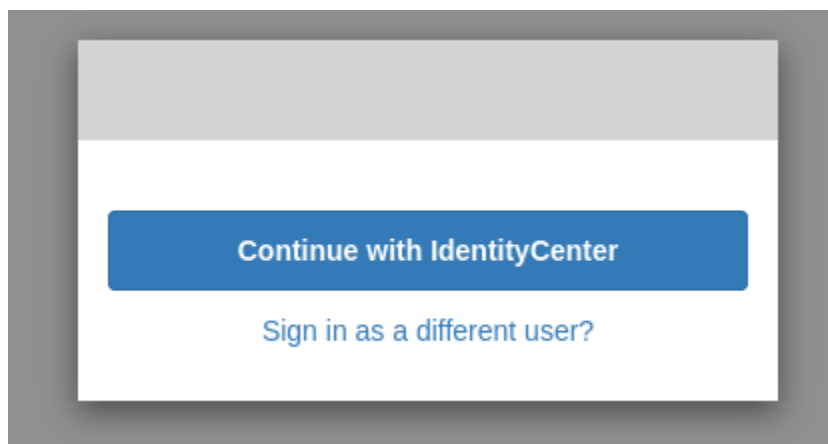 Continue with IdentityCenter
Sign in as a different user?